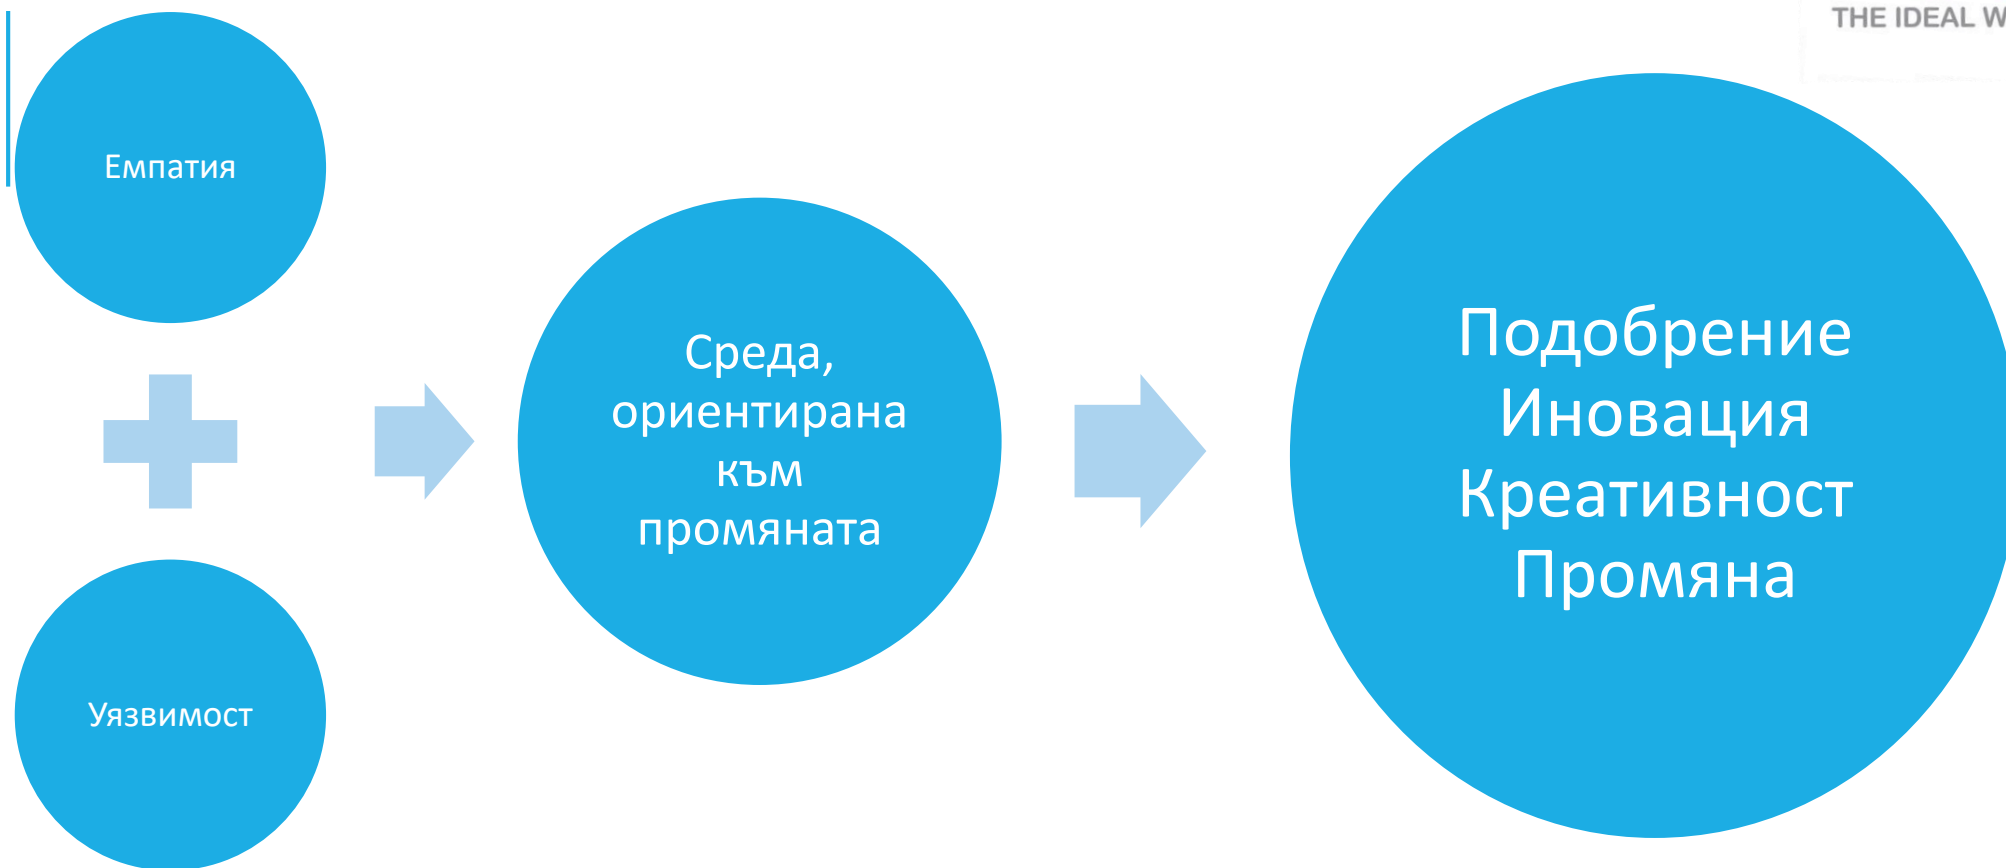 THE IDEAL W
Емпатия
Уязвимост
Среда,
ориентирана
към
промяната
Подобрение
Иновация
Креативност
Промяна